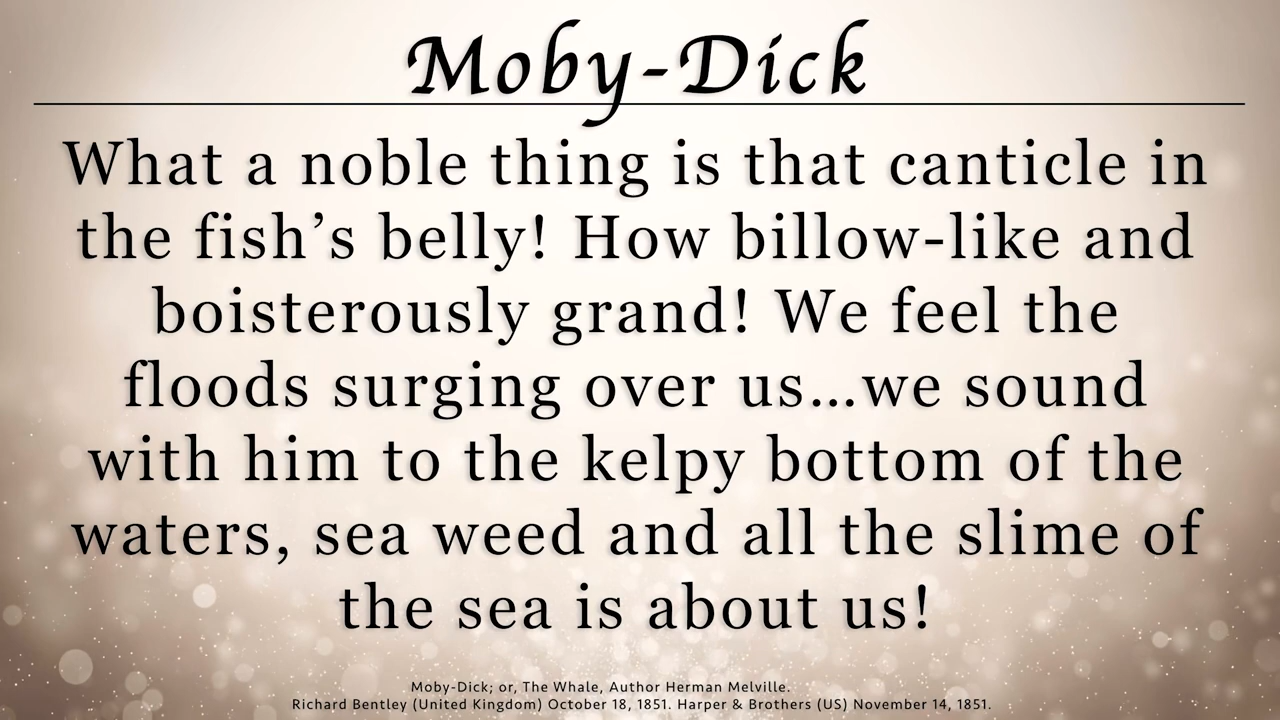 Moby-Dick
What a noble thing is that canticle in
the fish’s belly! How billow-like and
boisterously grand! We feel the
floods surging over us...we sound
with him to the kelpy bottom of the
waters, sea weed and all the slime of
the sea is about us!
Moby-Dick; or, The Whale, Author Herman Melville.
Richard Bentley (United Kingdom) October 18, 1851. Harper & Brothers (US) November 14, 1851.